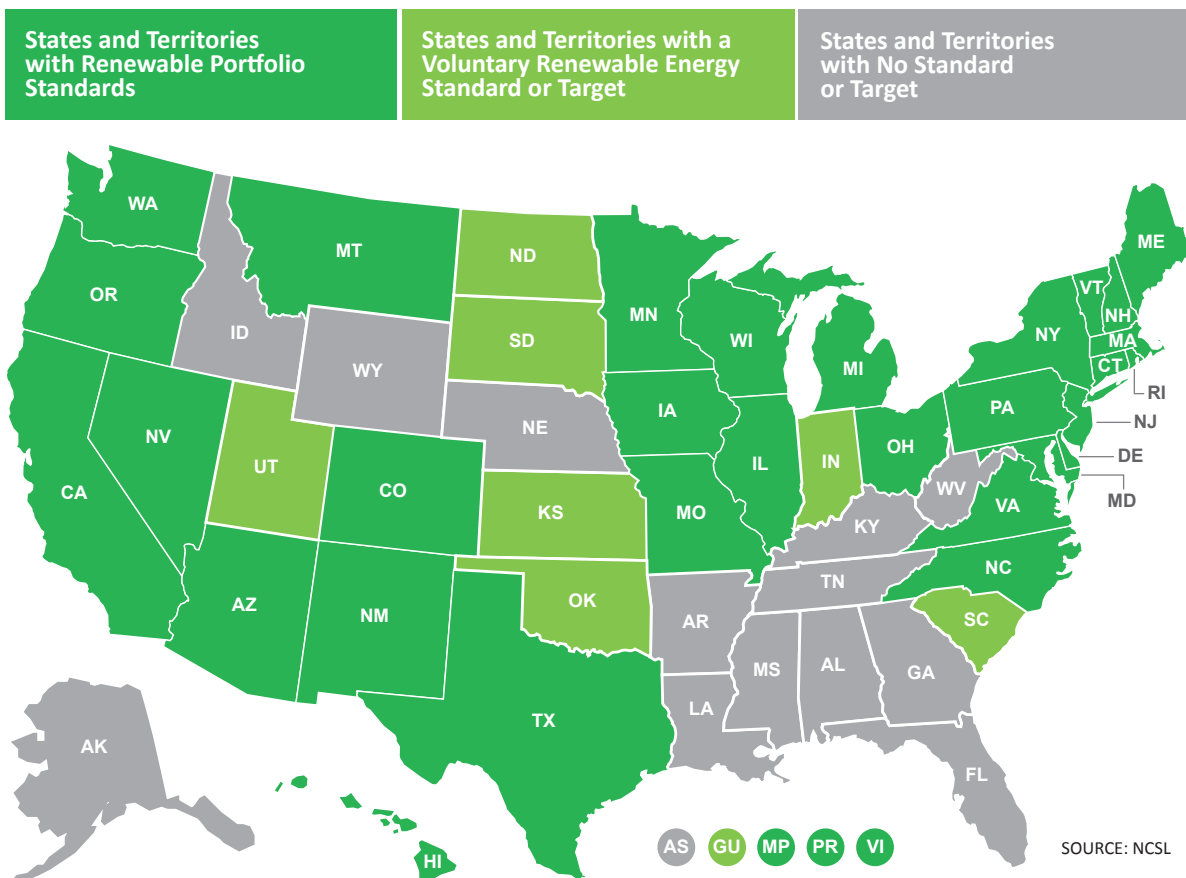 States and Territories
with Renewable Portfolio
Standards
States and Territories with a
Voluntary Renewable Energy
Standard or Target
States and Territories
with No Standard
or Target
WA
MT
ND
ME
OR
ID
MN
VT
NH
SD
WI
NY
MA
WY
MI
CT
RI
IA
PA
NJ
NE
NV
UT
IL
IN
OH
DE
CA
CO
WV
MD
KS
MO
KY
VA
AZ
NM
OK
TN
NC
AR
SC
MS
AL
GA
LA
TX
AK
FL
HI
AS
GU
MP
PR
VI
SOURCE: NCSL